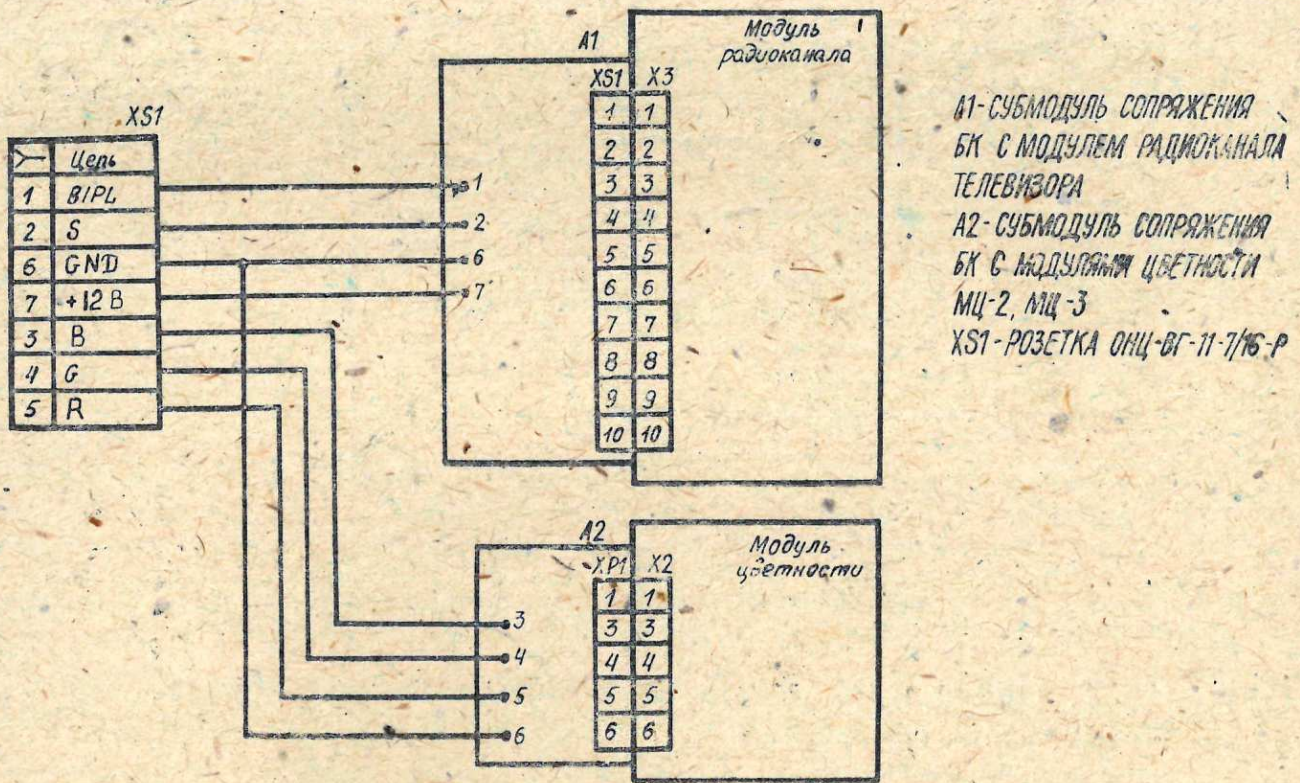 XS1
Цепь
1 B/PL
2 S
6 GND
7 +12 В
3 B
4 G
5 R
A1
1
2
6
7
XS1 X3
1 1
2 2
3 3
4 4
5 5
6 6
7 7
8 8
9 9
10 10
Модуль
радиоканала
A2
3
4
5
6
XP1 X2
1 1
3 3
4 4
5 5
6 6
Модуль
цветности
А1-СУБМОДУЛЬ СОПРЯЖЕНИЯ
БК С МОДУЛЕМ РАДИОКАНАЛА
ТЕЛЕВИЗОРА
А2-СУБМОДУЛЬ СОПРЯЖЕНИЯ
БК С МОДУЛЯМИ ЦВЕТНОСТИ
МЦ-2, МЦ-3
XS1-РОЗЕТКА ОНЦ-ВГ-11-7/16-Р